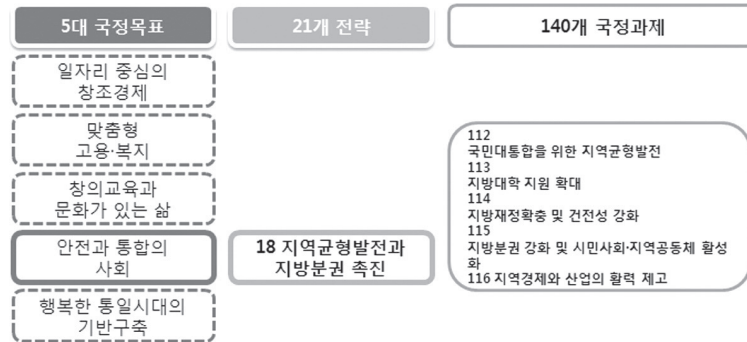 5대 국정목표
21개 전략
140개 국정과제
일자리 중심의
창조경제
맞춤형
고용·복지
창의교육과
문화가 있는 삶
안전과 통합의
사회
행복한 통일시대의
기반구축
18 지역균형발전과
지방분권 촉진
112
국민대통합을 위한 지역균형발전
113
지방대학 지원 확대
114
지방재정확충 및 건전성 강화
115
지방분권 강화 및 시민사회·지역공동체 활성
화
116 지역경제와 산업의 활력 제고